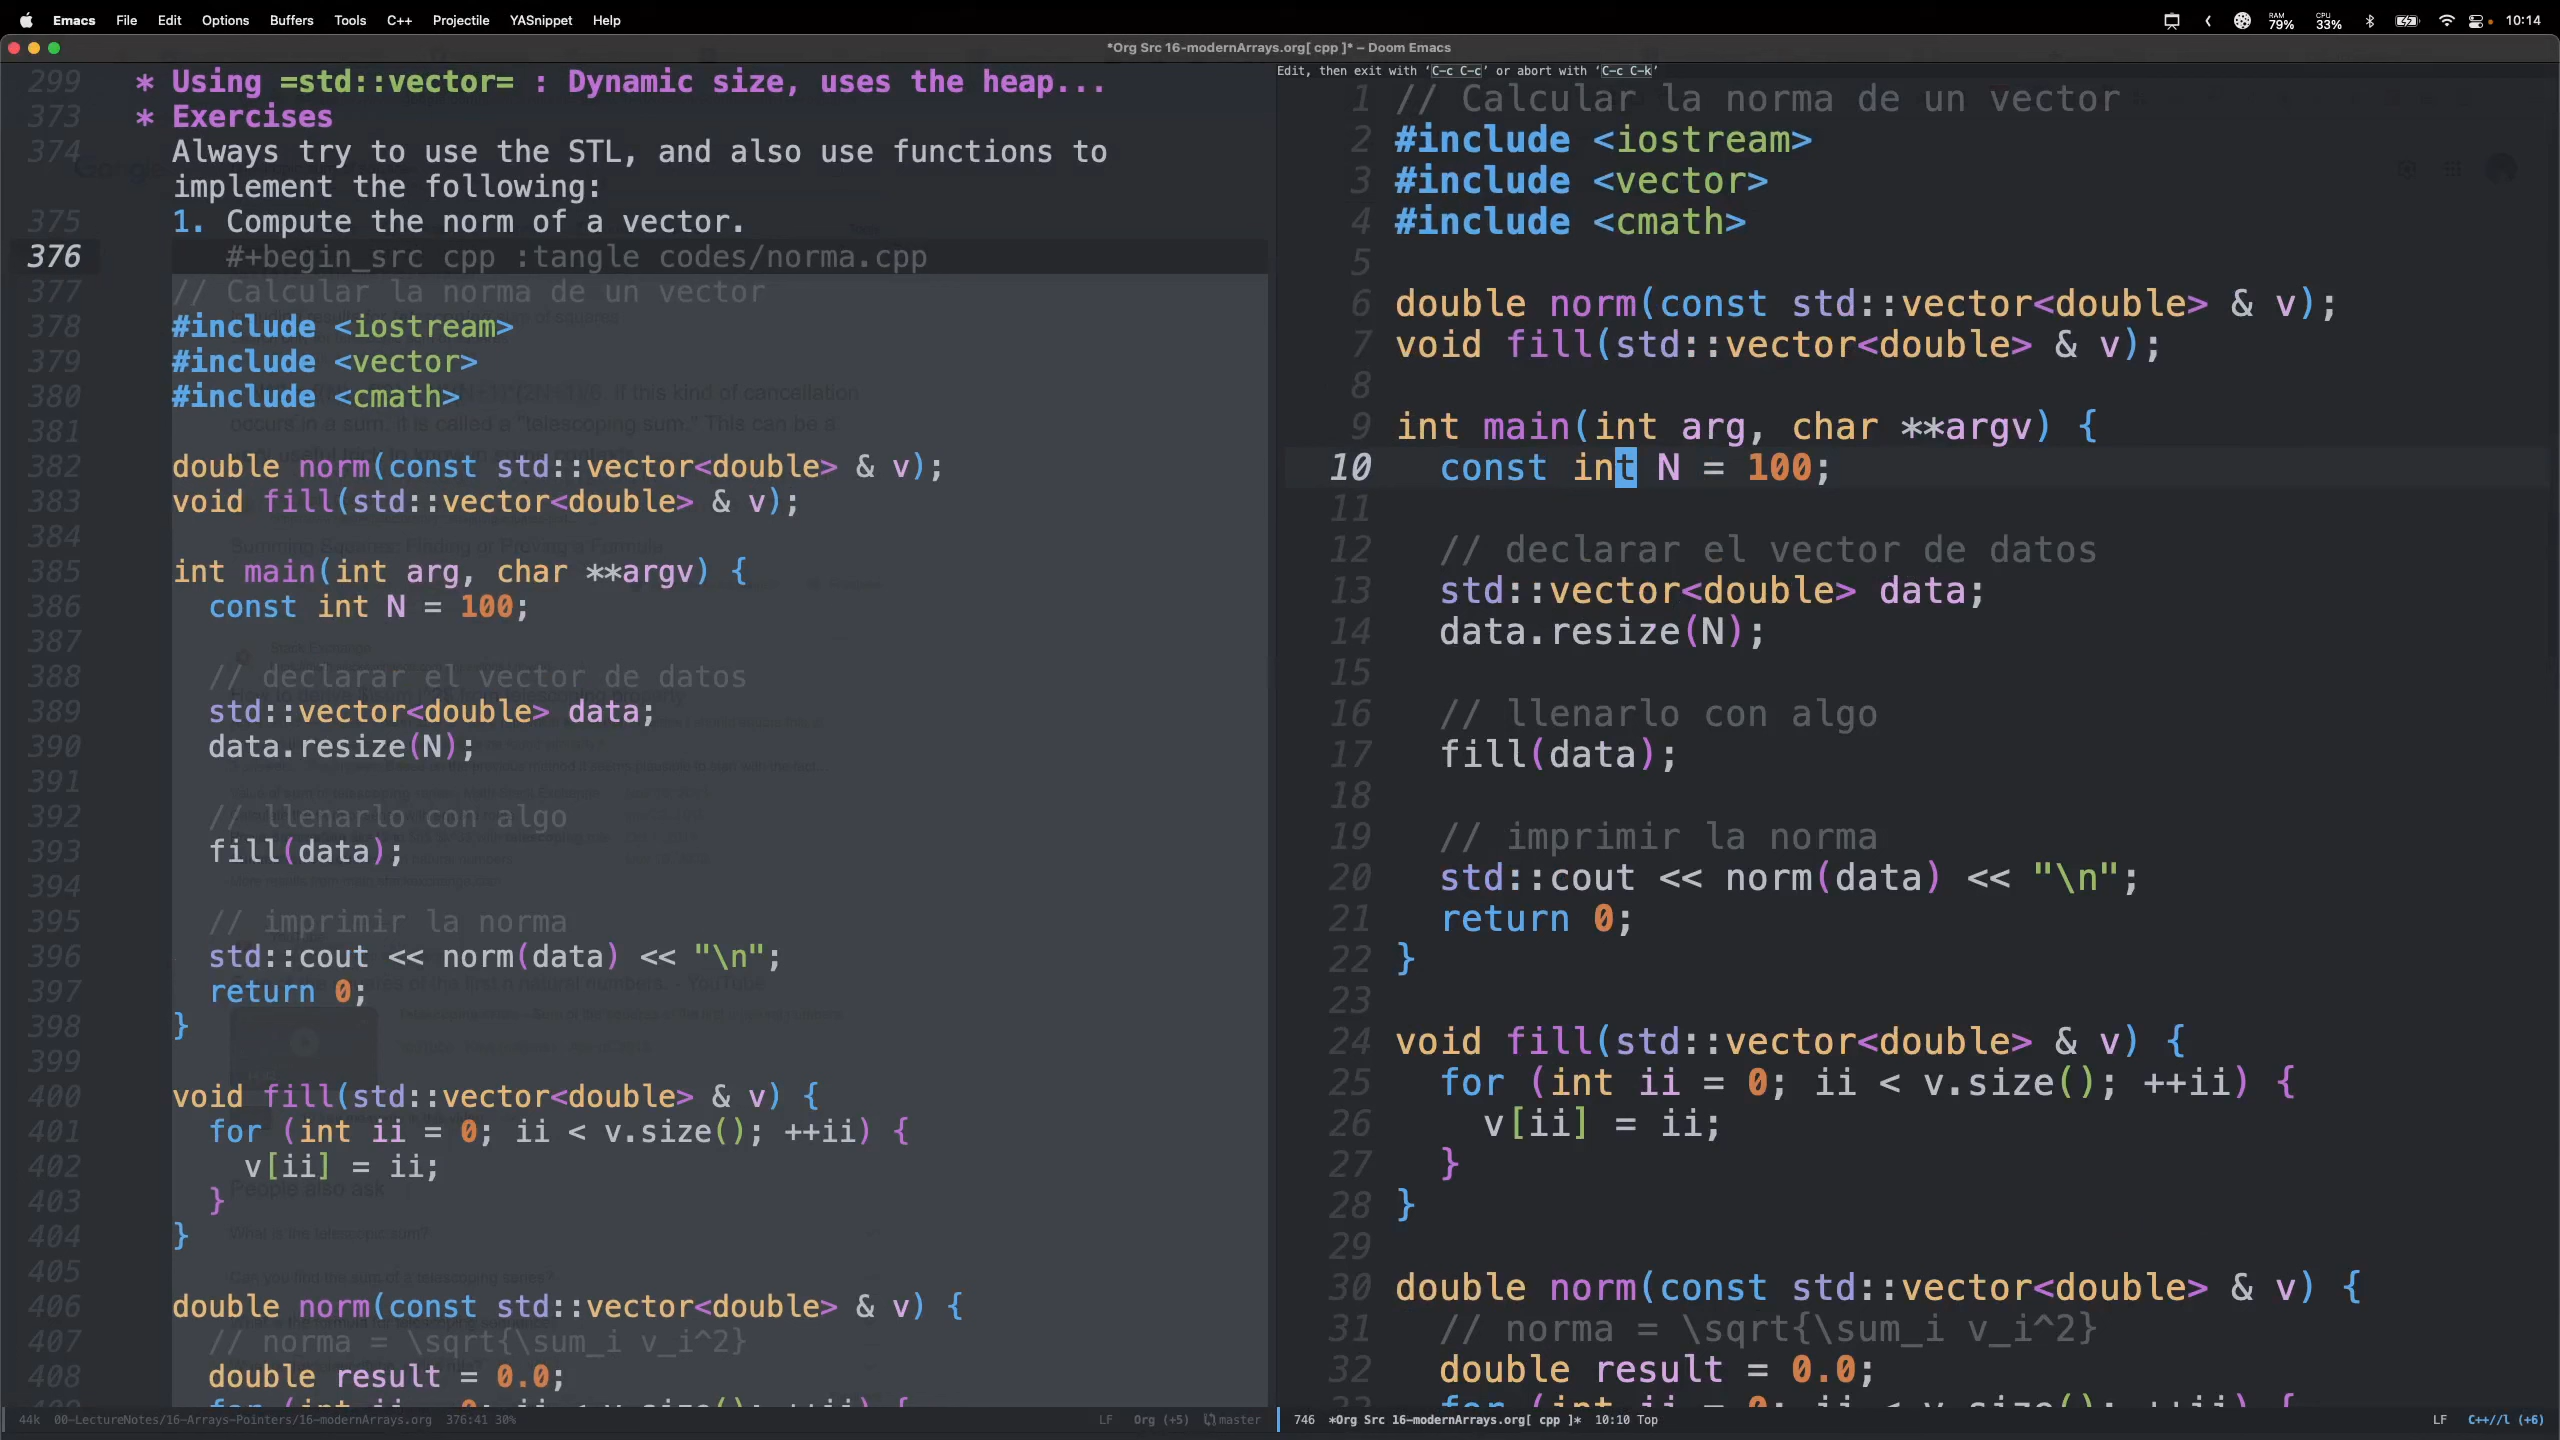 Emacs File Edit Options Buffers Tools C++ Projectile YASnippet Help
RAM 79% CPU 33% 10:14
*Org Src 16-modernArrays.org[ cpp ]* – Doom Emacs
299 * Using =std::vector= : Dynamic size, uses the heap...
373 * Exercises
374 Always try to use the STL, and also use functions to
implement the following:
375 1. Compute the norm of a vector.
376 #+begin_src cpp :tangle codes/norma.cpp
377 // Calcular la norma de un vector
378 #include <iostream>
379 #include <vector>
380 #include <cmath>
381
382 double norm(const std::vector<double> & v);
383 void fill(std::vector<double> & v);
384
385 int main(int arg, char **argv) {
386 const int N = 100;
387
388 // declarar el vector de datos
389 std::vector<double> data;
390 data.resize(N);
391
392 // llenarlo con algo
393 fill(data);
394
395 // imprimir la norma
396 std::cout << norm(data) << "\n";
397 return 0;
398 }
399
400 void fill(std::vector<double> & v) {
401 for (int ii = 0; ii < v.size(); ++ii) {
402 v[ii] = ii;
403 }
404 }
405
406 double norm(const std::vector<double> & v) {
407 // norma = \sqrt{\sum_i v_i^2}
408 double result = 0.0;
44k 00-LectureNotes/16-Arrays-Pointers/16-modernArrays.org 376:41 30% LF Org (+5) master
Edit, then exit with ‘C-c C-c’ or abort with ‘C-c C-k’
1 // Calcular la norma de un vector
2 #include <iostream>
3 #include <vector>
4 #include <cmath>
5
6 double norm(const std::vector<double> & v);
7 void fill(std::vector<double> & v);
8
9 int main(int arg, char **argv) {
10 const int N = 100;
11
12 // declarar el vector de datos
13 std::vector<double> data;
14 data.resize(N);
15
16 // llenarlo con algo
17 fill(data);
18
19 // imprimir la norma
20 std::cout << norm(data) << "\n";
21 return 0;
22 }
23
24 void fill(std::vector<double> & v) {
25 for (int ii = 0; ii < v.size(); ++ii) {
26 v[ii] = ii;
27 }
28 }
29
30 double norm(const std::vector<double> & v) {
31 // norma = \sqrt{\sum_i v_i^2}
32 double result = 0.0;
746 *Org Src 16-modernArrays.org[ cpp ]* 10:10 Top LF C++//l (+6)